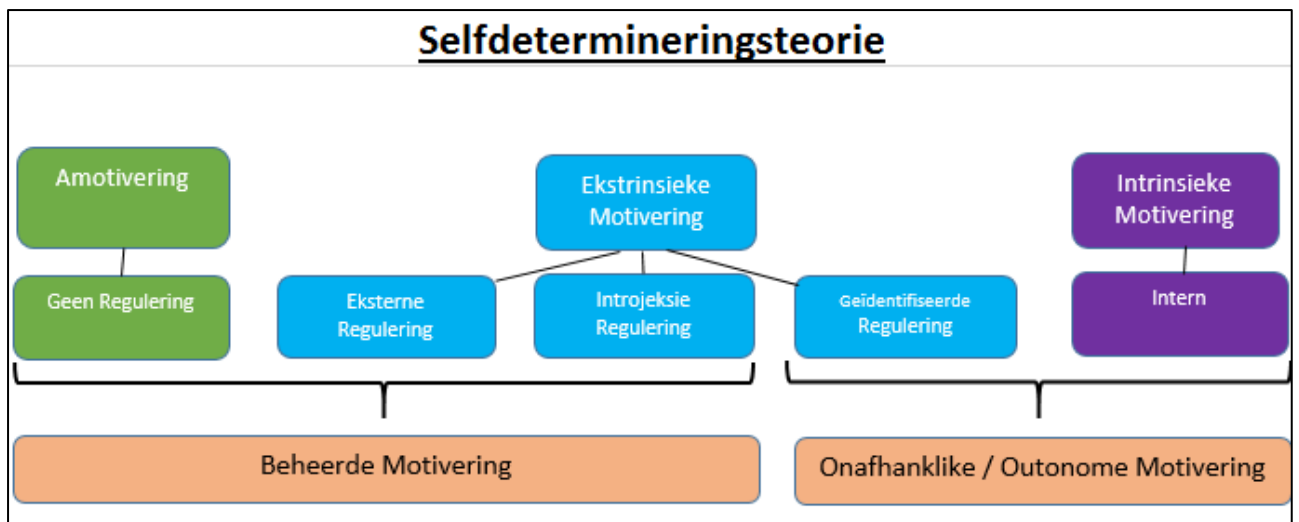 Selfdetermineringsteorie
Amotivering
Ekstrinsieke
Motivering
Intrinsieke
Motivering
Geen Regulering
Eksterne
Regulering
Introjeksie
Regulering
Geïdentifiseerde
Regulering
Intern
Beheerde Motivering
Onafhanklike / Outonome Motivering